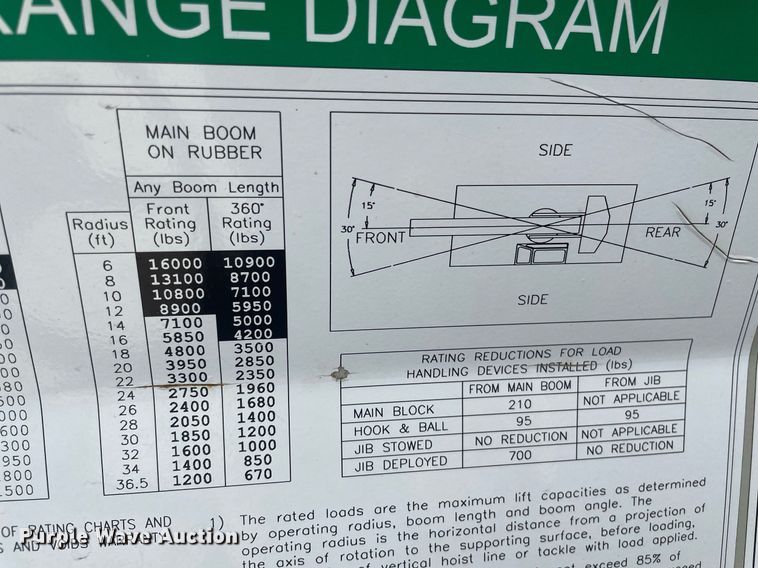 RANGE DIAGRAM
MAIN BOOM
ON RUBBER
Any Boom Length
Radius (ft) Front Rating (lbs) 360° Rating (lbs)
6 16000 10900
8 13100 8700
10 10800 7100
12 8900 5950
14 7100 5000
16 5850 4200
18 4800 3500
20 3950 2850
22 3300 2350
24 2750 1960
26 2400 1680
28 2050 1400
30 1850 1200
32 1600 1000
34 1400 850
36.5 1200 670
SIDE
15° 15°
30° 30°
FRONT REAR
SIDE
RATING REDUCTIONS FOR LOAD
HANDLING DEVICES INSTALLED (lbs)
FROM MAIN BOOM FROM JIB
MAIN BLOCK 210 NOT APPLICABLE
HOOK & BALL 95 95
JIB STOWED NO REDUCTION NOT APPLICABLE
JIB DEPLOYED 700 NO REDUCTION
OF RATING CHARTS AND
S AND VOIDS WARRANTY
1) The rated loads are the maximum lift capacities as determined
by operating radius, boom length and boom angle. The
operating radius is the horizontal distance from a projection of
the axis of rotation to the supporting surface, before loading,
of vertical hoist line or tackle with load applied.
not exceed 85% of
Purple Wave Auction